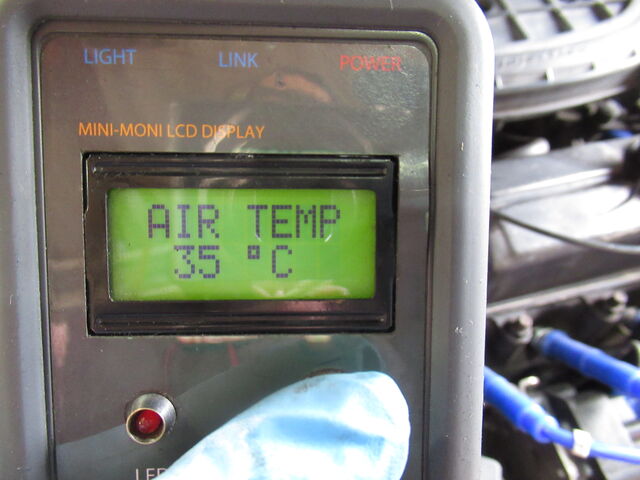 LIGHT LINK POWER
MINI-MONI LCD DISPLAY
AIR TEMP
35 °C